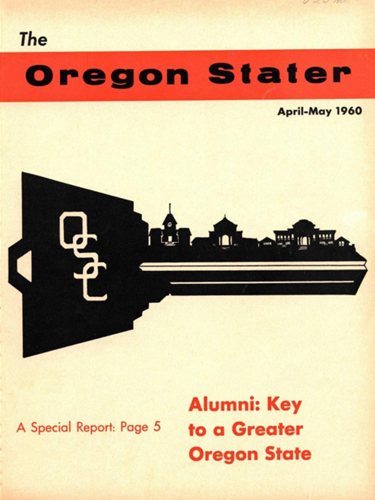 The
Oregon Stater
April-May 1960
OSC
A Special Report: Page 5
Alumni: Key
to a Greater
Oregon State